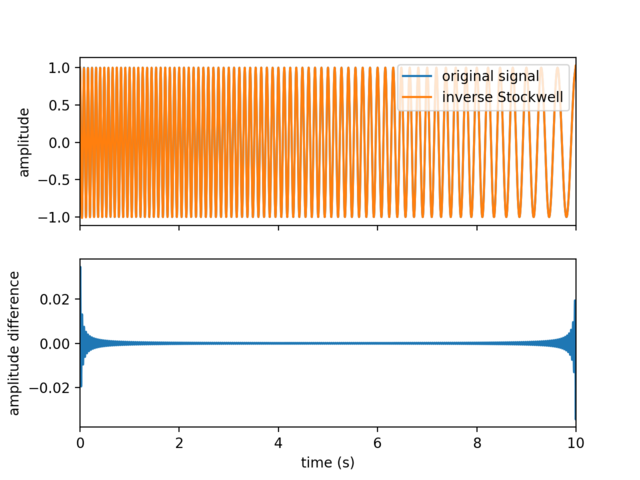 1.0
0.5
0.0
−0.5
−1.0
amplitude
original signal
inverse Stockwell
0.02
0.00
−0.02
amplitude difference
0 2 4 6 8 10
time (s)